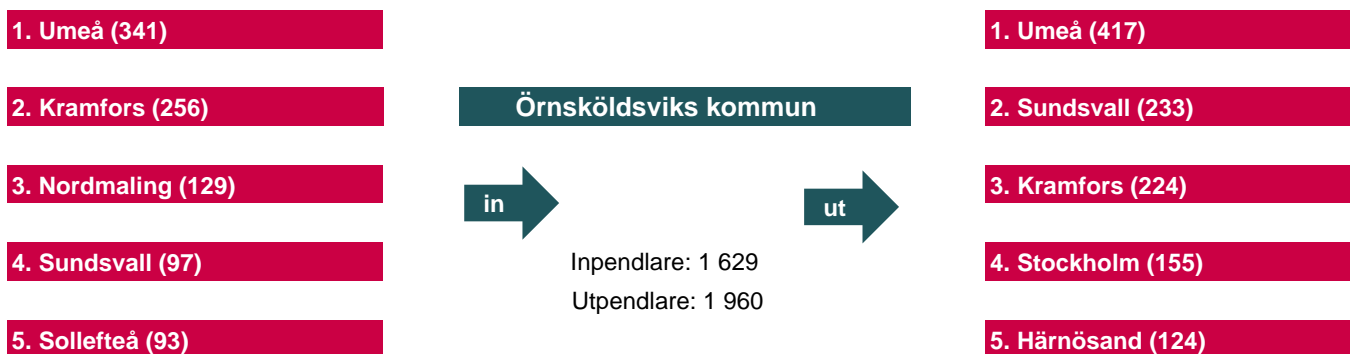 1. Umeå (341)
2. Kramfors (256)
3. Nordmaling (129)
4. Sundsvall (97)
5. Sollefteå (93)
Örnsköldsviks kommun
in
ut
Inpendlare: 1 629
Utpendlare: 1 960
1. Umeå (417)
2. Sundsvall (233)
3. Kramfors (224)
4. Stockholm (155)
5. Härnösand (124)